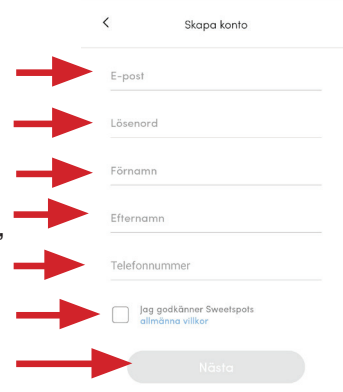 Skapa konto
E-post
Lösenord
Förnamn
Efternamn
,
Telefonnummer
Jag godkänner Sweetspots
allmänna villkor
Nästa